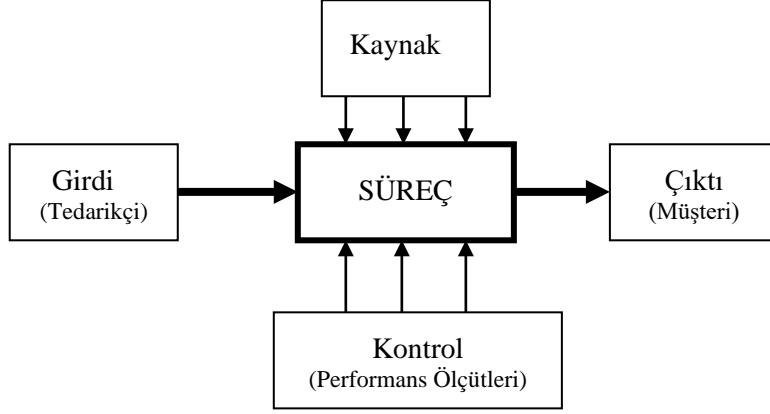 Kaynak
Girdi
(Tedarikçi)
SÜREÇ
Çıktı
(Müşteri)
Kontrol
(Performans Ölçütleri)